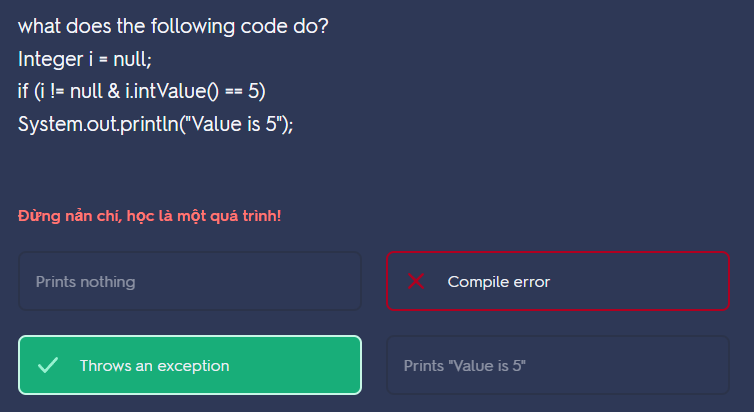 what does the following code do?
Integer i = null;
if (i != null & i.intValue() == 5)
System.out.println("Value is 5");
Đừng nản chí, học là một quá trình!
Prints nothing
Compile error
Throws an exception
Prints "Value is 5"